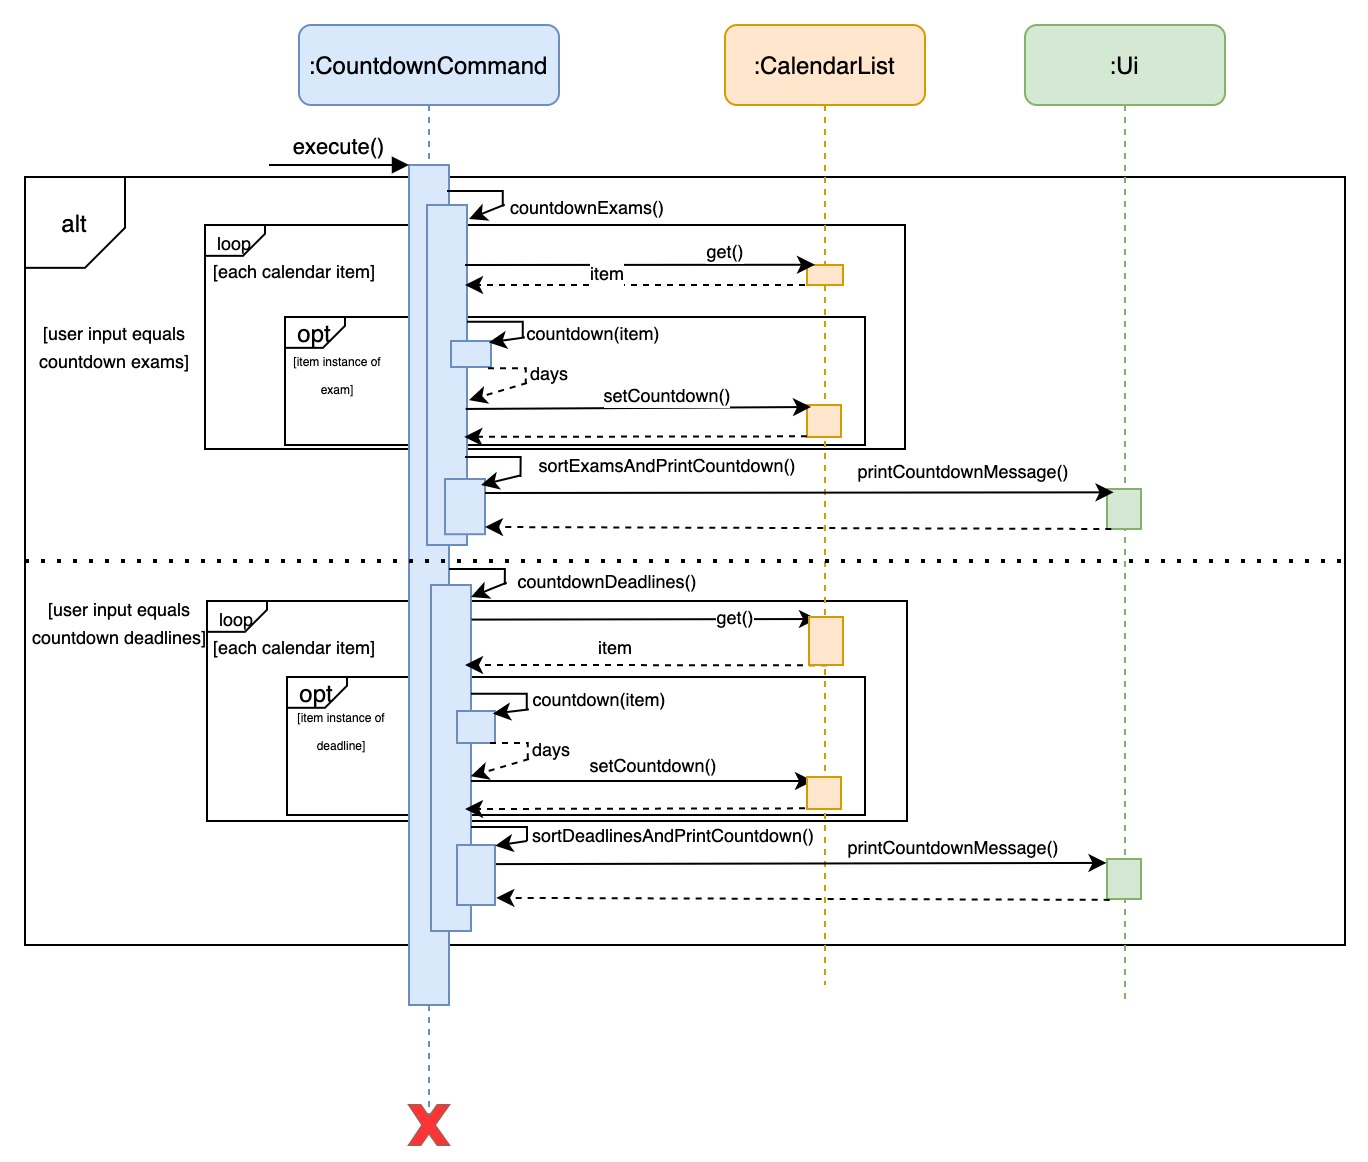 :CountdownCommand
:CalendarList
:Ui
execute()
alt
countdownExams()
loop
get()
[each calendar item]
item
opt
countdown(item)
[user input equals
countdown exams]
[item instance of
exam]
days
setCountdown()
sortExamsAndPrintCountdown()
printCountdownMessage()
countdownDeadlines()
[user input equals
countdown deadlines]
loop
get()
[each calendar item]
item
opt
countdown(item)
[item instance of
deadline]
days
setCountdown()
sortDeadlinesAndPrintCountdown()
printCountdownMessage()
X